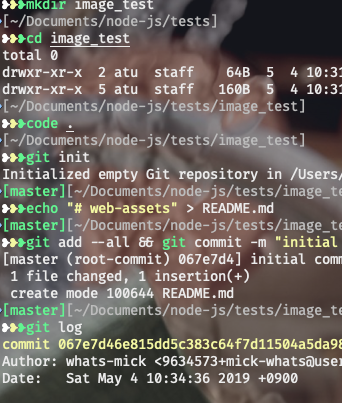 ❯❯❯mkdir image_test
[~/Documents/node-js/tests]
❯❯❯cd image_test
total 0
drwxr-xr-x 2 atu staff 64B 5 4 10:31
drwxr-xr-x 5 atu staff 160B 5 4 10:31
[~/Documents/node-js/tests/image_test]
❯❯❯code .
[~/Documents/node-js/tests/image_test]
❯❯❯git init
Initialized empty Git repository in /Users/
[master][~/Documents/node-js/tests/image_te
❯❯❯echo "# web-assets" > README.md
[master][~/Documents/node-js/tests/image_te
❯❯❯git add --all && git commit -m "initial
[master (root-commit) 067e7d4] initial comm
1 file changed, 1 insertion(+)
create mode 100644 README.md
[master][~/Documents/node-js/tests/image_te
❯❯❯git log
commit 067e7d46e815dd5c383c64f7d11504a5da98
Author: whats-mick <9634573+mick-whats@user
Date: Sat May 4 10:34:36 2019 +0900